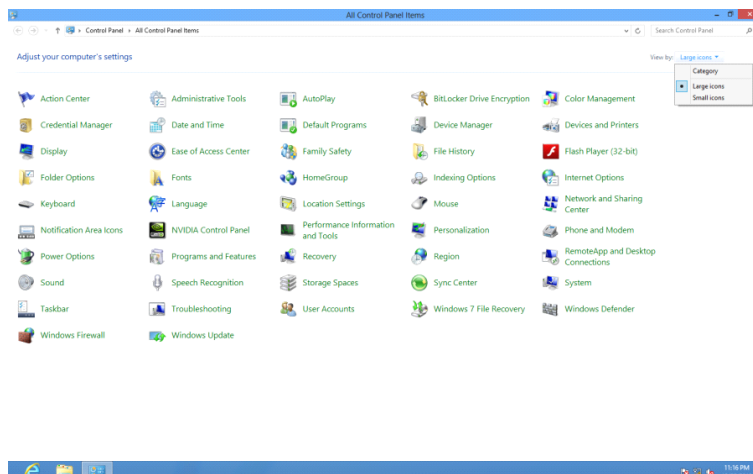 All Control Panel Items
Control Panel All Control Panel Items Search Control Panel
Adjust your computer's settings View by: Large icons
Category
Large icons
Small icons
Action Center Administrative Tools AutoPlay BitLocker Drive Encryption Color Management
Credential Manager Date and Time Default Programs Device Manager Devices and Printers
Display Ease of Access Center Family Safety File History Flash Player (32-bit)
Folder Options Fonts HomeGroup Indexing Options Internet Options
Keyboard Language Location Settings Mouse Network and Sharing
Center
Notification Area Icons NVIDIA Control Panel Performance Information
and Tools Personalization Phone and Modem
Power Options Programs and Features Recovery Region RemoteApp and Desktop
Connections
Sound Speech Recognition Storage Spaces Sync Center System
Taskbar Troubleshooting User Accounts Windows 7 File Recovery Windows Defender
Windows Firewall Windows Update
11:16 PM